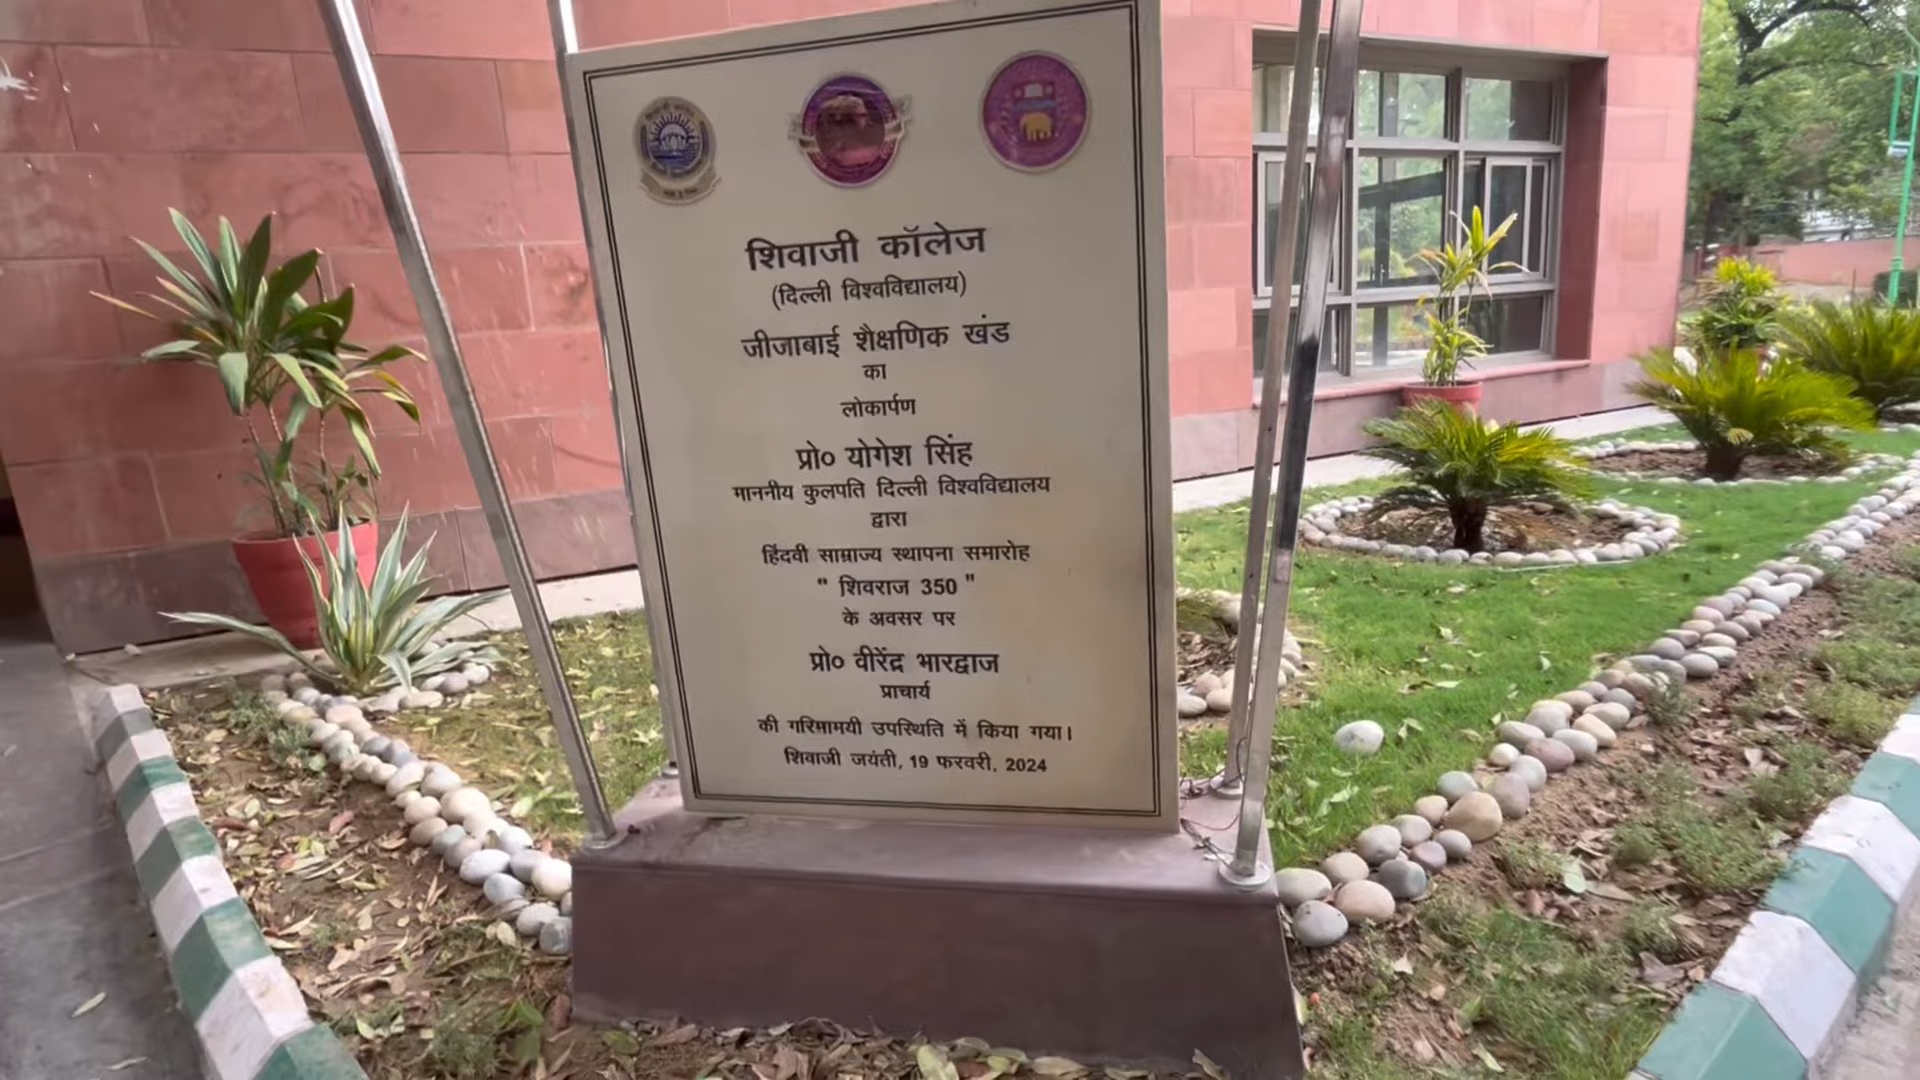 शिवाजी कॉलेज
(दिल्ली विश्वविद्यालय)
जीजाबाई शैक्षणिक खंड
का
लोकार्पण
प्रो० योगेश सिंह
माननीय कुलपति दिल्ली विश्वविद्यालय
द्वारा
हिंदवी साम्राज्य स्थापना समारोह
" शिवराज 350 "
के अवसर पर
प्रो० वीरेंद्र भारद्वाज
प्राचार्य
की गरिमामयी उपस्थिति में किया गया।
शिवाजी जयंती, 19 फरवरी, 2024